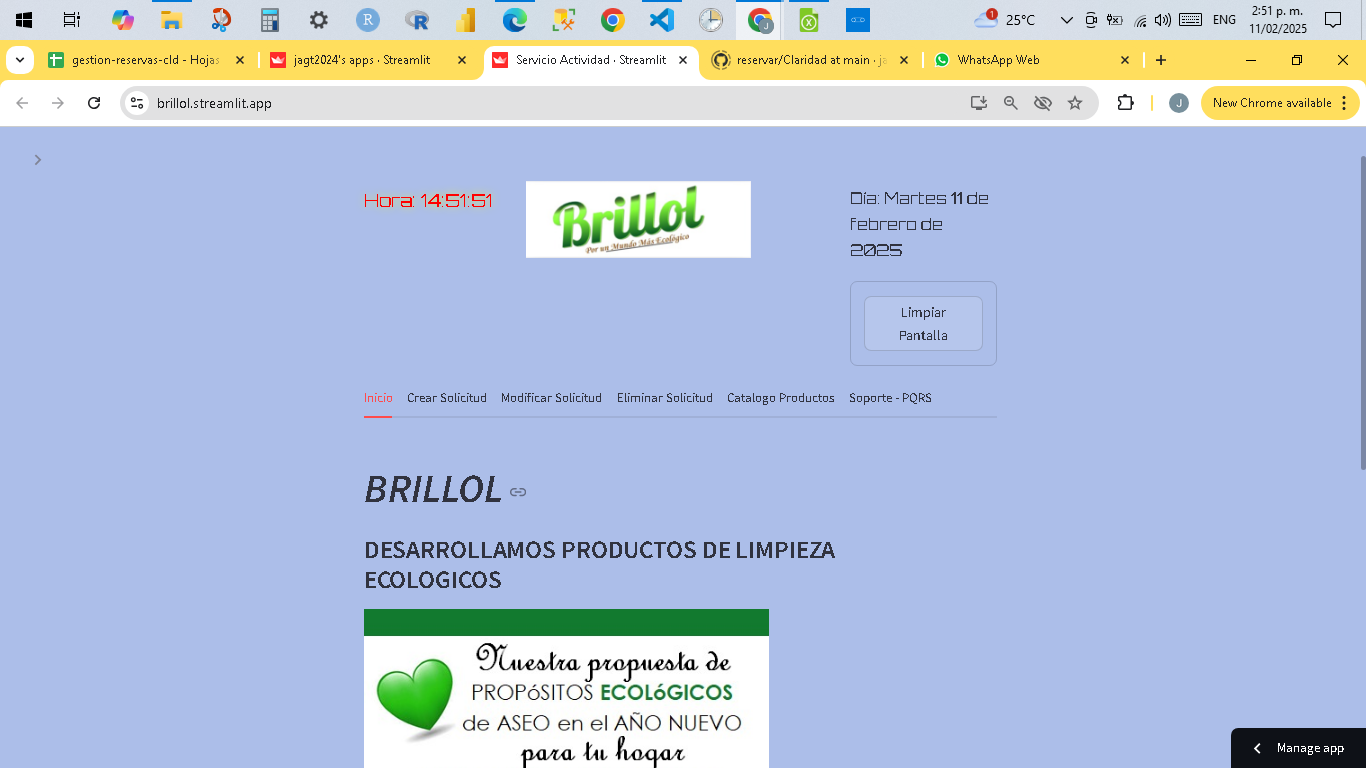 25°C
1
ENG
2:51 p. m.
11/02/2025
gestion-reservas-cld - Hojas
jagt2024's apps · Streamlit
Servicio Actividad · Streamlit
reservar/Claridad at main · ja
WhatsApp Web
brillol.streamlit.app
J
New Chrome available
Hora: 14:51:51
Brillol
Por un Mundo Más Ecológico
Día: Martes 11 de
febrero de
2025
Limpiar
Pantalla
Inicio
Crear Solicitud
Modificar Solicitud
Eliminar Solicitud
Catalogo Productos
Soporte - PQRS
BRILLOL
DESARROLLAMOS PRODUCTOS DE LIMPIEZA
ECOLOGICOS
Nuestra propuesta de
PROPóSITOS ECOLóGICOS
de ASEO en el AÑO NUEVO
para tu hogar
Manage app